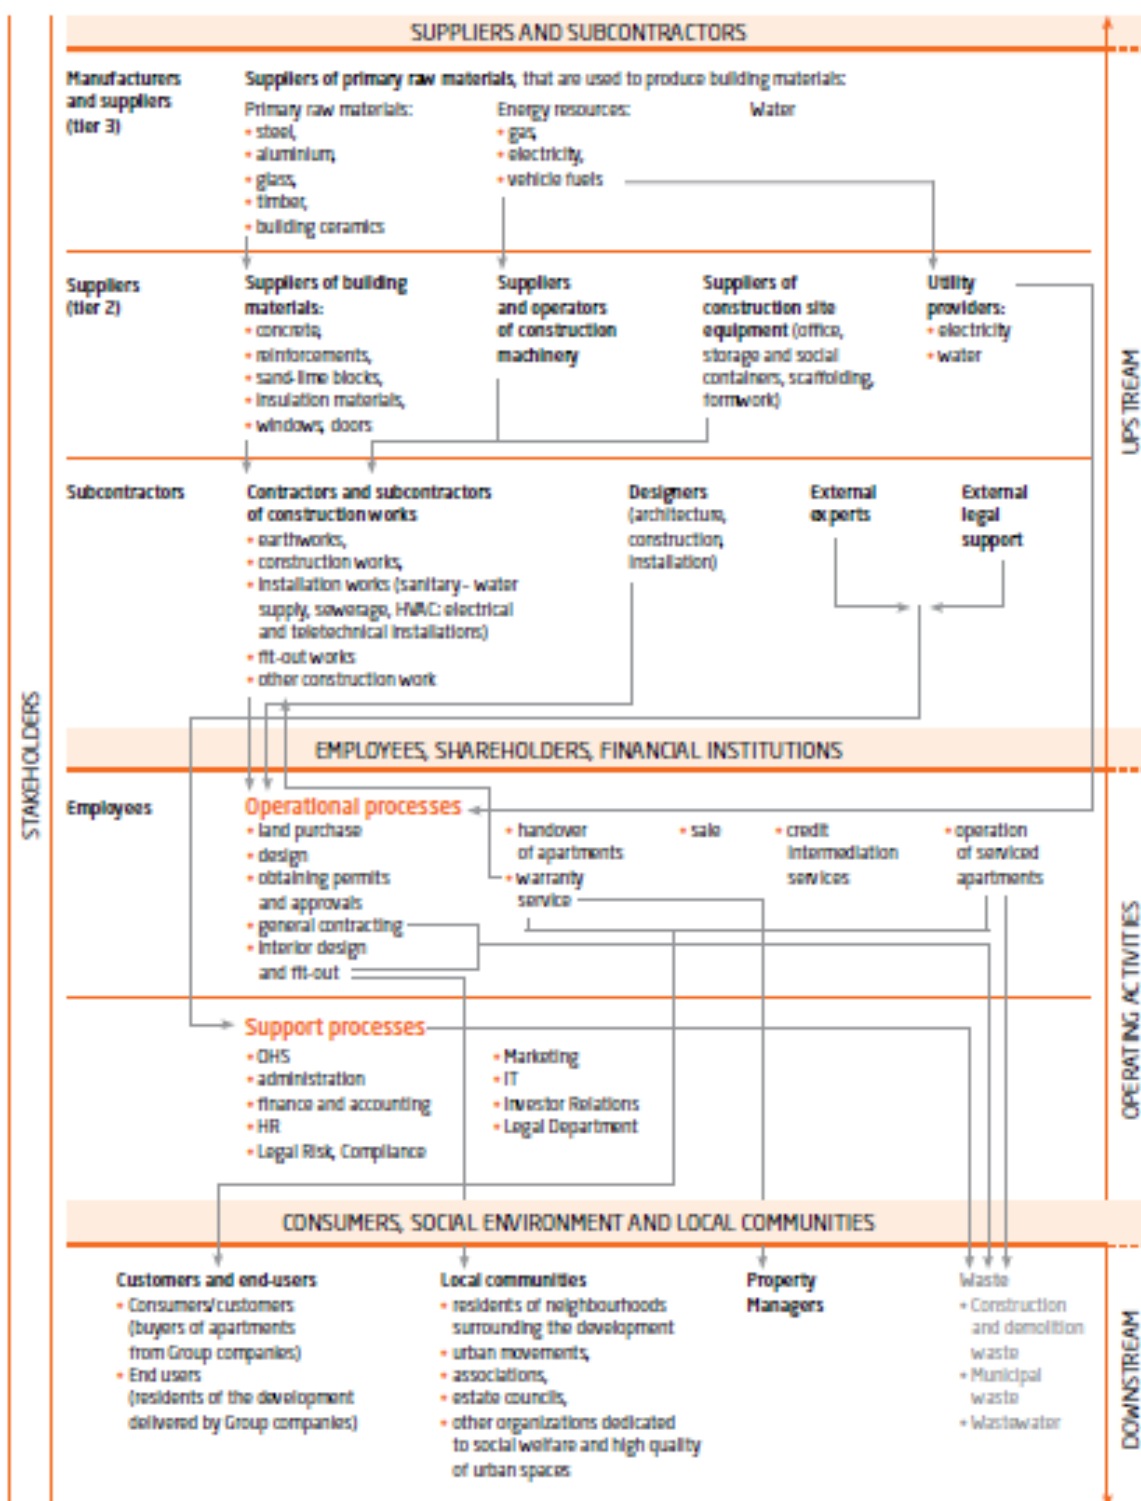 SUPPLIERS AND SUBCONTRACTORS
Manufacturers
and suppliers
(tier 3)
Suppliers of primary raw materials, that are used to produce building materials:
Primary raw materials:
• steel,
• aluminium,
• glass,
• timber,
• building ceramics
Energy resources:
• gas,
• electricity,
• vehicle fuels
Water
Suppliers
(tier 2)
Suppliers of building
materials:
• concrete,
• reinforcements,
• sand-lime blocks,
• insulation materials,
• windows, doors
Suppliers
and operators
of construction
machinery
Suppliers of
construction site
equipment (office,
storage and social
containers, scaffolding,
formwork)
Utility
providers:
• electricity
• water
UPSTREAM
Subcontractors
Contractors and subcontractors
of construction works
• earthworks,
• construction works,
• installation works (sanitary - water
supply, sewerage, HVAC: electrical
and teletechnical installations)
• fit-out works
• other construction work
Designers
(architecture,
construction,
installation)
External
experts
External
legal
support
STAKEHOLDERS
EMPLOYEES, SHAREHOLDERS, FINANCIAL INSTITUTIONS
Employees
Operational processes
• land purchase
• design
• obtaining permits
and approvals
• general contracting
• interior design
and fit-out
• handover
of apartments
• warranty
service
• sale
• credit
intermediation
services
• operation
of serviced
apartments
OPERATING ACTIVITIES
Support processes
• OHS
• administration
• finance and accounting
• HR
• Legal Risk, Compliance
• Marketing
• IT
• Investor Relations
• Legal Department
CONSUMERS, SOCIAL ENVIRONMENT AND LOCAL COMMUNITIES
Customers and end-users
• Consumers/customers
(buyers of apartments
from Group companies)
• End users
(residents of the development
delivered by Group companies)
Local communities
• residents of neighbourhoods
surrounding the development
• urban movements,
• associations,
• estate councils,
• other organizations dedicated
to social welfare and high quality
of urban spaces
Property
Managers
Waste
• Construction
and demolition
waste
• Municipal
waste
• Wastewater
DOWNSTREAM